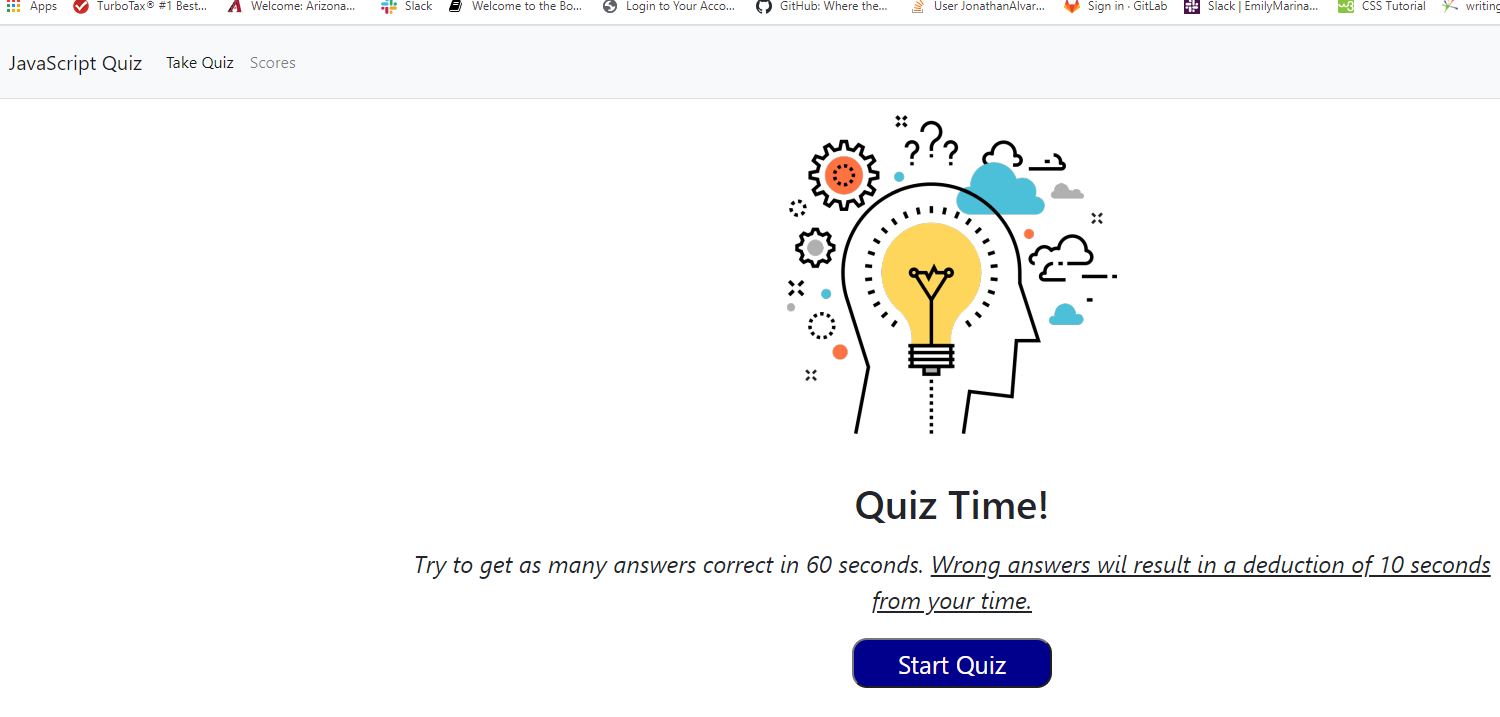 Apps TurboTax® #1 Best... Welcome: Arizona... Slack Welcome to the Bo... Login to Your Acco... GitHub: Where the... User JonathanAlvar... Sign in · GitLab Slack | EmilyMarina... CSS Tutorial writing
JavaScript Quiz Take Quiz Scores
???
Quiz Time!
Try to get as many answers correct in 60 seconds. Wrong answers wil result in a deduction of 10 seconds
from your time.
Start Quiz